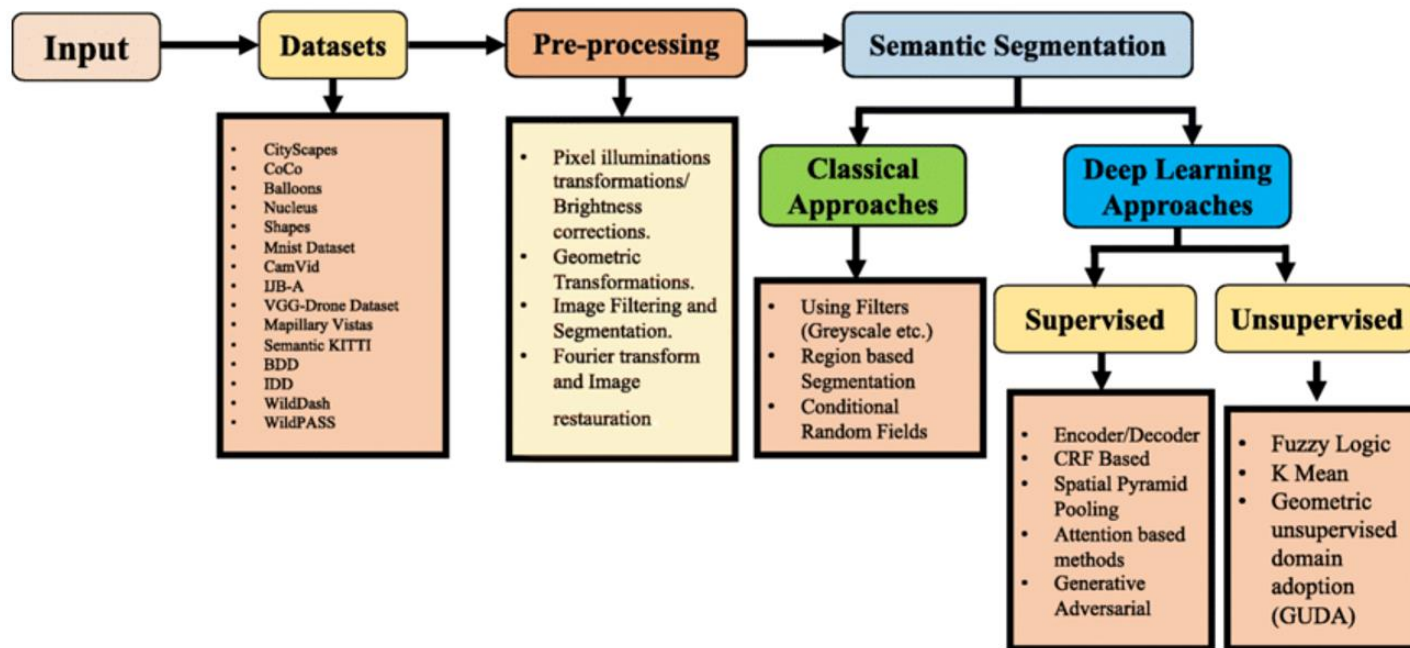 Input
Datasets
Pre-processing
Semantic Segmentation
• CityScapes
• CoCo
• Balloons
• Nucleus
• Shapes
• Mnist Dataset
• CamVid
• IJB-A
• VGG-Drone Dataset
• Mapillary Vistas
• Semantic KITTI
• BDD
• IDD
• WildDash
• WildPASS
• Pixel illuminations
transformations/
Brightness
corrections.
• Geometric
Transformations.
• Image Filtering and
Segmentation.
• Fourier transform
and Image
restauration
Classical
Approaches
• Using Filters
(Greyscale etc.)
• Region based
Segmentation
• Conditional
Random Fields
Deep Learning
Approaches
Supervised
• Encoder/Decoder
• CRF Based
• Spatial Pyramid
Pooling
• Attention based
methods
• Generative
Adversarial
Unsupervised
• Fuzzy Logic
• K Mean
• Geometric
unsupervised
domain
adoption
(GUDA)